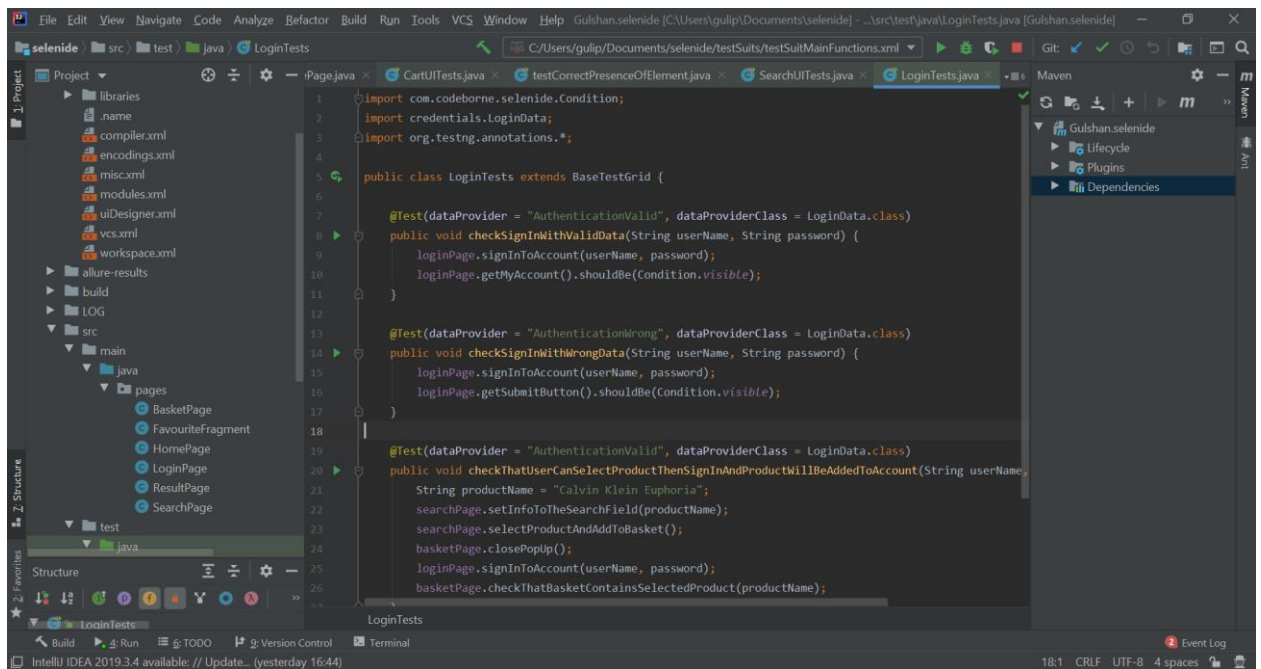 File Edit View Navigate Code Analyze Refactor Build Run Tools VCS Window Help Gulshan.selenide [C:\Users\gulip\Documents\selenide] - ...\src\test\java\LoginTests.java [Gulshan.selenide]
selenide src test java LoginTests C:/Users/gulip/Documents/selenide/testSuits/testSuitMainFunctions.xml Git:
1: Project
Project
Page.java CartUITests.java testCorrectPresenceOfElement.java SearchUITests.java LoginTests.java 6
Maven
m Maven
Ant
libraries
.name
compiler.xml
encodings.xml
misc.xml
modules.xml
uiDesigner.xml
vcs.xml
workspace.xml
allure-results
build
LOG
src
main
java
pages
BasketPage
FavouriteFragment
HomePage
LoginPage
ResultPage
SearchPage
test
java
1 import com.codeborne.selenide.Condition;
2 import credentials.LoginData;
3 import org.testng.annotations.*;
4
5 public class LoginTests extends BaseTestGrid {
6
7 @Test(dataProvider = "AuthenticationValid", dataProviderClass = LoginData.class)
8 public void checkSignInWithValidData(String userName, String password) {
9 loginPage.signInToAccount(userName, password);
10 loginPage.getMyAccount().shouldBe(Condition.visible);
11 }
12
13 @Test(dataProvider = "AuthenticationWrong", dataProviderClass = LoginData.class)
14 public void checkSignInWithWrongData(String userName, String password) {
15 loginPage.signInToAccount(userName, password);
16 loginPage.getSubmitButton().shouldBe(Condition.visible);
17 }
18
19 @Test(dataProvider = "AuthenticationValid", dataProviderClass = LoginData.class)
20 public void checkThatUserCanSelectProductThenSignInAndProductWillBeAddedToAccount(String userName,
21 String productName = "Calvin Klein Euphoria";
22 searchPage.setInfoToTheSearchField(productName);
23 searchPage.selectProductAndAddToBasket();
24 basketPage.closePopUp();
25 loginPage.signInToAccount(userName, password);
26 basketPage.checkThatBasketContainsSelectedProduct(productName);
27 }
LoginTests
m
Gulshan.selenide
Lifecycle
Plugins
Dependencies
Z: Structure
2: Favorites
Structure
LoginTests
Build 4: Run 6: TODO 9: Version Control Terminal 2 Event Log
IntelliJ IDEA 2019.3.4 available: // Update... (yesterday 16:44) 18:1 CRLF UTF-8 4 spaces